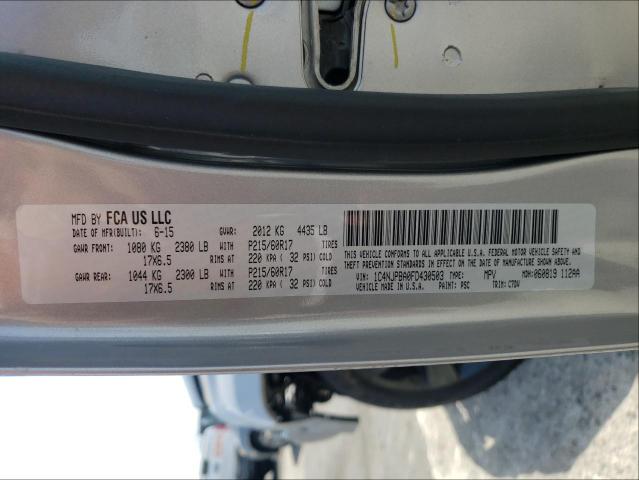 MFD BY FCA US LLC
DATE OF MFR(BUILT): 6-15 GVWR: 2012 KG 4435 LB
GAWR FRONT: 1080 KG 2380 LB WITH P215/60R17 TIRES
17X6.5 RIMS AT 220 KPA( 32 PSI) COLD
GAWR REAR: 1044 KG 2300 LB WITH P215/60R17 TIRES
17X6.5 RIMS AT 220 KPA( 32 PSI) COLD
THIS VEHICLE CONFORMS TO ALL APPLICABLE U.S.A. FEDERAL MOTOR VEHICLE SAFETY AND
THEFT PREVENTION STANDARDS IN EFFECT ON THE DATE OF MANUFACTURE SHOWN ABOVE.
VIN: 1C4NJPBA0FD430503 TYPE: MPV MDH: 060819 112AA
VEHICLE MADE IN U.S.A. PAINT: PSC TRIM: C7DV